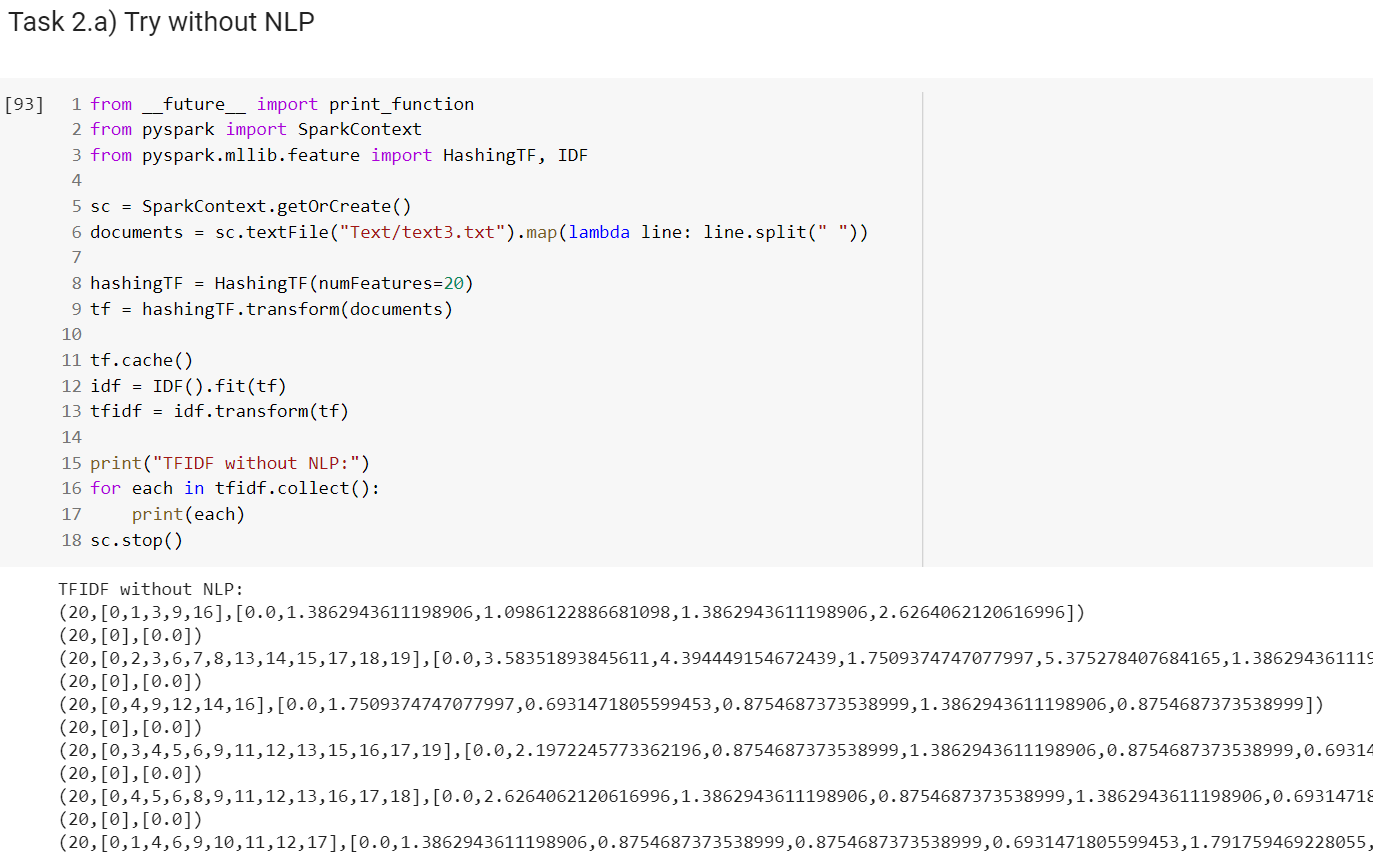 Task 2.a) Try without NLP
[93] 1 from __future__ import print_function
2 from pyspark import SparkContext
3 from pyspark.mllib.feature import HashingTF, IDF
4
5 sc = SparkContext.getOrCreate()
6 documents = sc.textFile("Text/text3.txt").map(lambda line: line.split(" "))
7
8 hashingTF = HashingTF(numFeatures=20)
9 tf = hashingTF.transform(documents)
10
11 tf.cache()
12 idf = IDF().fit(tf)
13 tfidf = idf.transform(tf)
14
15 print("TFIDF without NLP:")
16 for each in tfidf.collect():
17     print(each)
18 sc.stop()
TFIDF without NLP:
(20,[0,1,3,9,16],[0.0,1.3862943611198906,1.0986122886681098,1.3862943611198906,2.6264062120616996])
(20,[0],[0.0])
(20,[0,2,3,6,7,8,13,14,15,17,18,19],[0.0,3.58351893845611,4.394449154672439,1.7509374747077997,5.375278407684165,1.386294361119
(20,[0],[0.0])
(20,[0,4,9,12,14,16],[0.0,1.7509374747077997,0.6931471805599453,0.8754687373538999,1.3862943611198906,0.8754687373538999])
(20,[0],[0.0])
(20,[0,3,4,5,6,9,11,12,13,15,16,17,19],[0.0,2.1972245773362196,0.8754687373538999,1.3862943611198906,0.8754687373538999,0.69314
(20,[0],[0.0])
(20,[0,4,5,6,8,9,11,12,13,16,17,18],[0.0,2.6264062120616996,1.3862943611198906,0.8754687373538999,1.3862943611198906,0.6931471
(20,[0],[0.0])
(20,[0,1,4,6,9,10,11,12,17],[0.0,1.3862943611198906,0.8754687373538999,0.8754687373538999,0.6931471805599453,1.791759469228055,